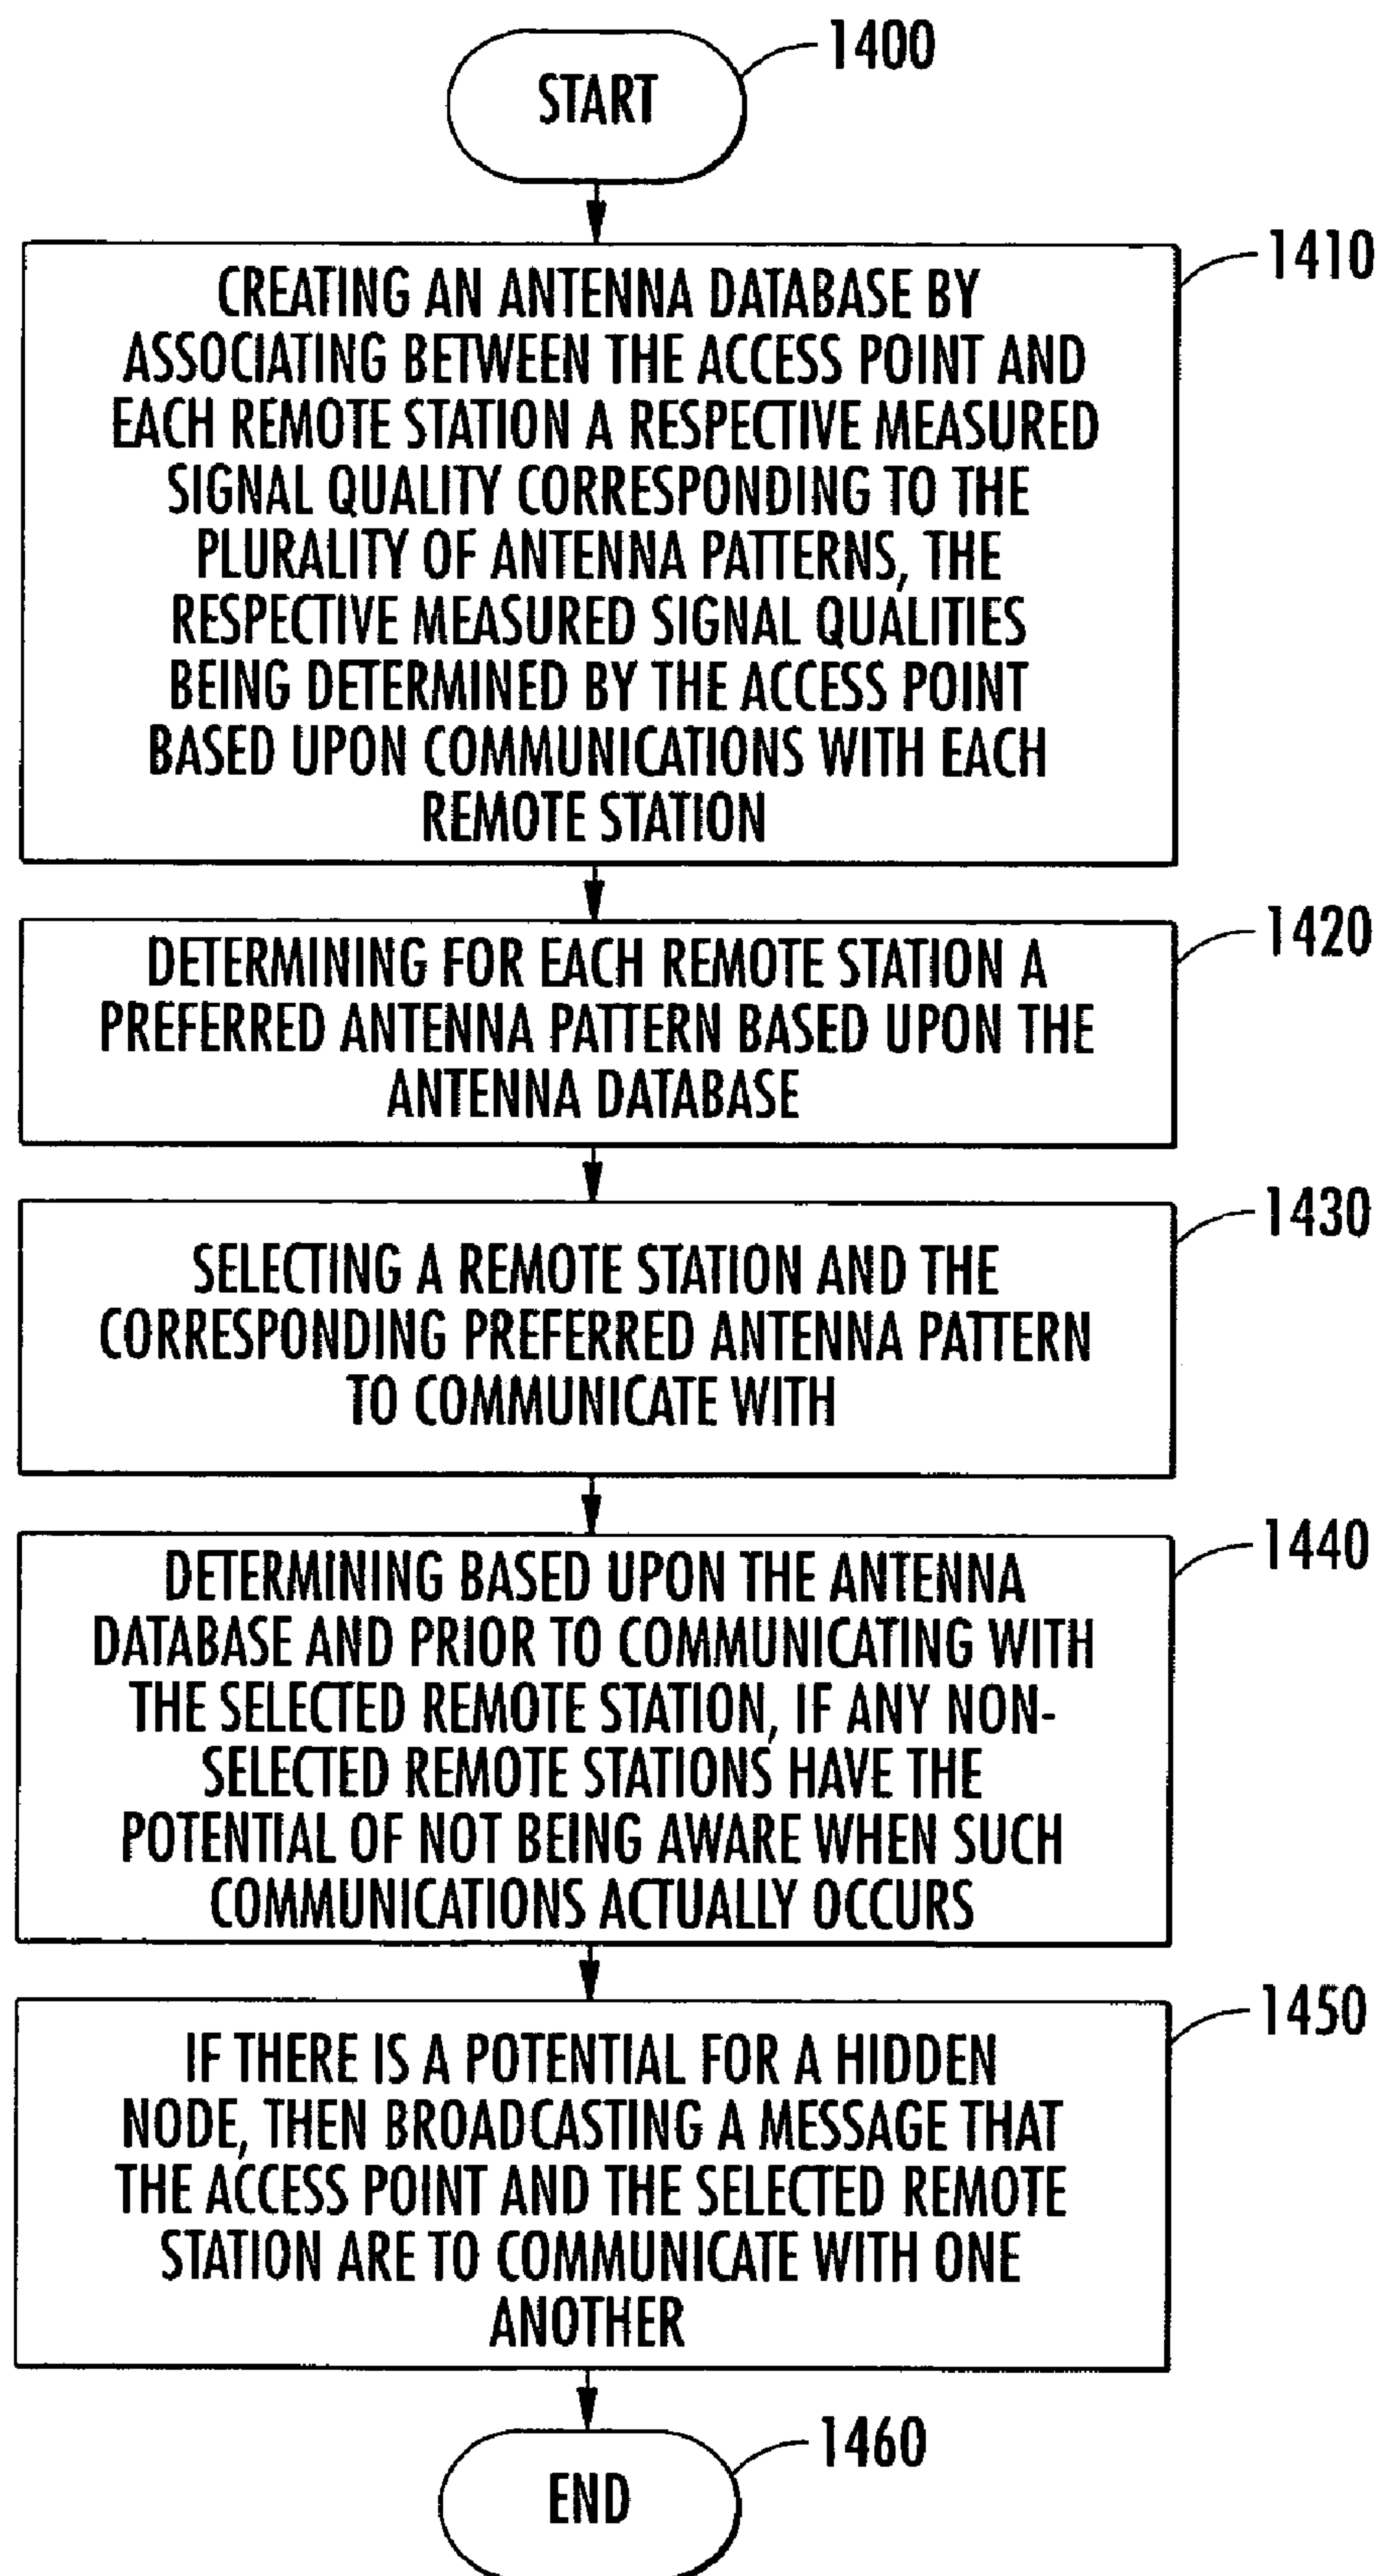 START
1400
1410
CREATING AN ANTENNA DATABASE BY
ASSOCIATING BETWEEN THE ACCESS POINT AND
EACH REMOTE STATION A RESPECTIVE MEASURED
SIGNAL QUALITY CORRESPONDING TO THE
PLURALITY OF ANTENNA PATTERNS, THE
RESPECTIVE MEASURED SIGNAL QUALITIES
BEING DETERMINED BY THE ACCESS POINT
BASED UPON COMMUNICATIONS WITH EACH
REMOTE STATION
1420
DETERMINING FOR EACH REMOTE STATION A
PREFERRED ANTENNA PATTERN BASED UPON THE
ANTENNA DATABASE
1430
SELECTING A REMOTE STATION AND THE
CORRESPONDING PREFERRED ANTENNA PATTERN
TO COMMUNICATE WITH
1440
DETERMINING BASED UPON THE ANTENNA
DATABASE AND PRIOR TO COMMUNICATING WITH
THE SELECTED REMOTE STATION, IF ANY NON-
SELECTED REMOTE STATIONS HAVE THE
POTENTIAL OF NOT BEING AWARE WHEN SUCH
COMMUNICATIONS ACTUALLY OCCURS
1450
IF THERE IS A POTENTIAL FOR A HIDDEN
NODE, THEN BROADCASTING A MESSAGE THAT
THE ACCESS POINT AND THE SELECTED REMOTE
STATION ARE TO COMMUNICATE WITH ONE
ANOTHER
1460
END